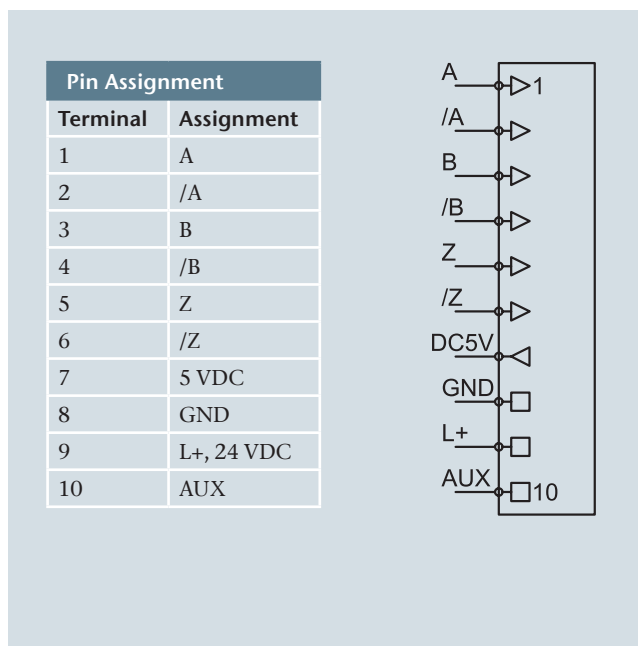 Pin Assignment
Terminal Assignment
1 A
2 /A
3 B
4 /B
5 Z
6 /Z
7 5 VDC
8 GND
9 L+, 24 VDC
10 AUX
A 1
/A
B
/B
Z
/Z
DC5V
GND
L+
AUX 10